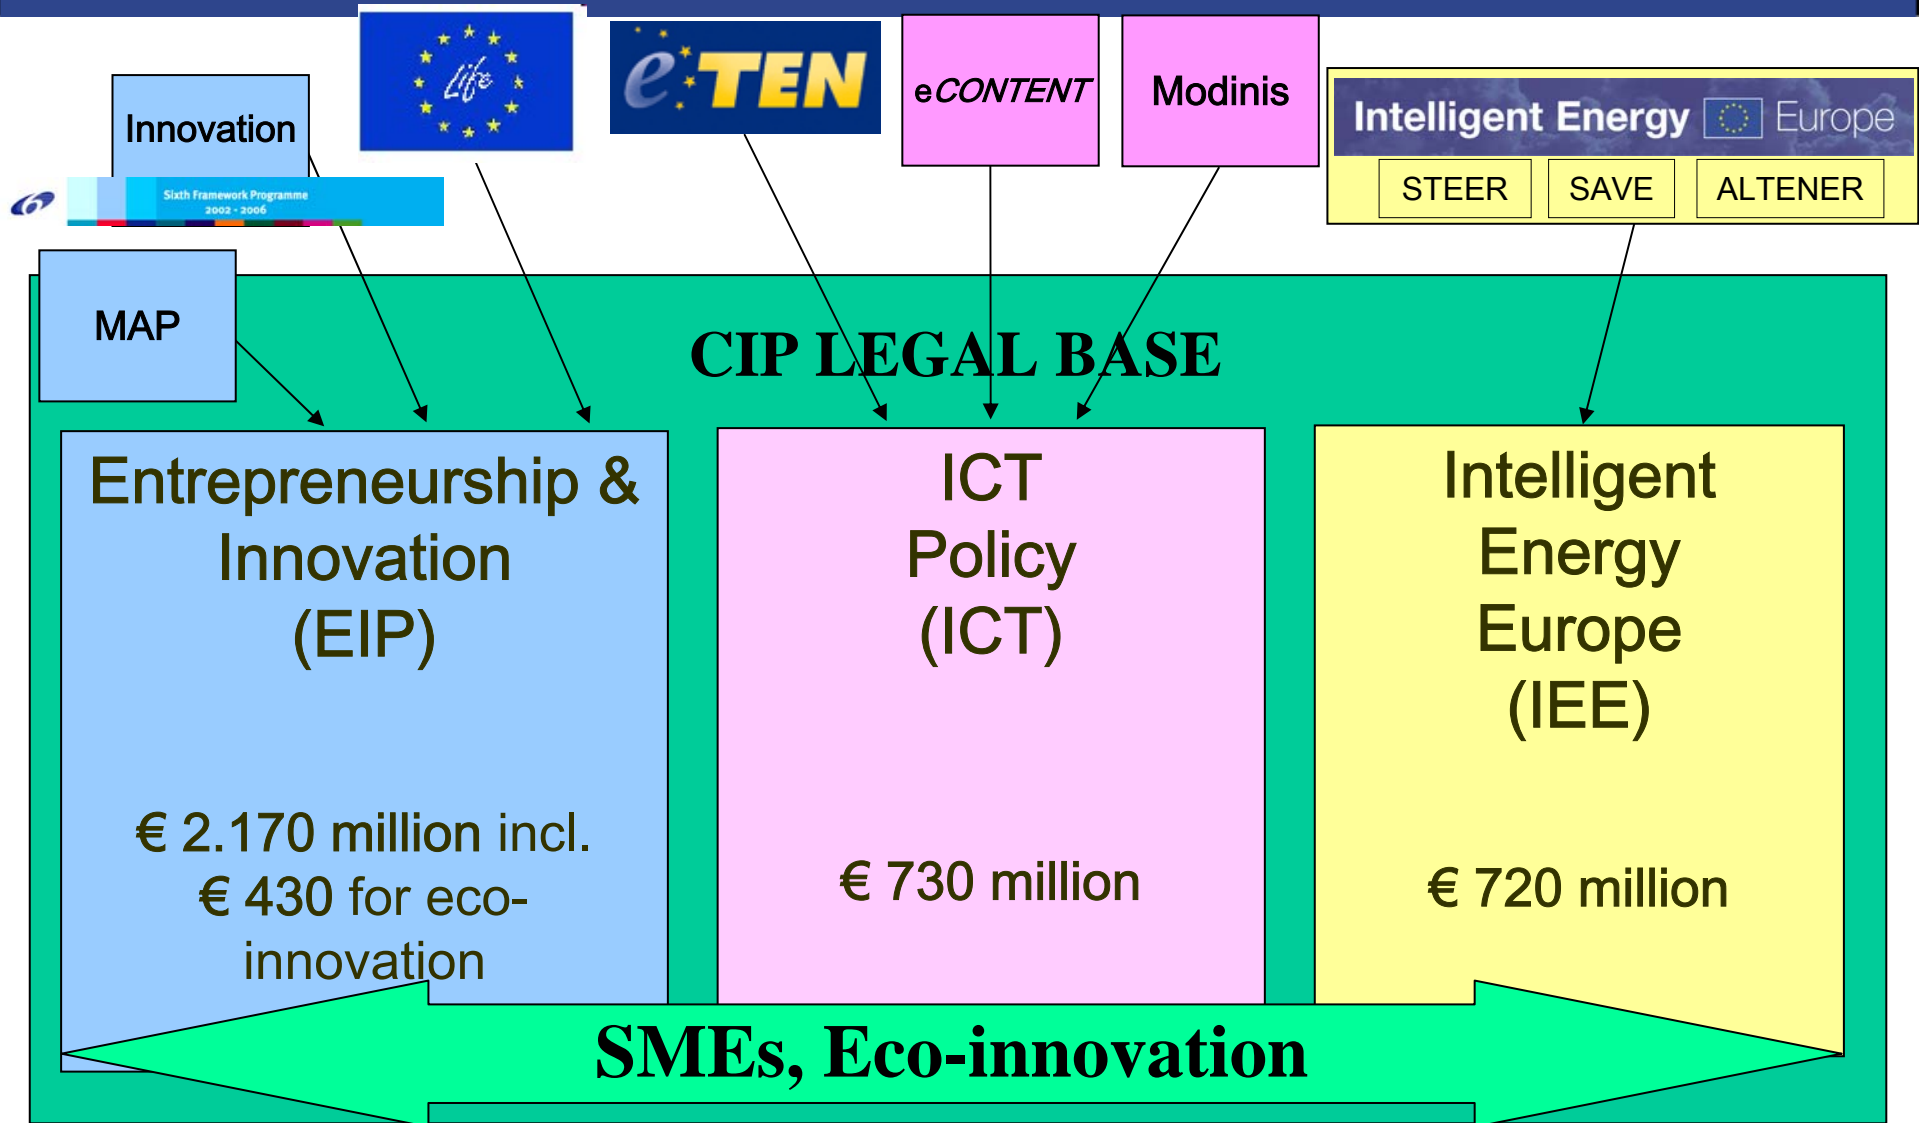 Innovation
life
e TEN
eCONTENT
Modinis
Intelligent Energy Europe
STEER
SAVE
ALTENER
6
Sixth Framework Programme
2002 - 2006
MAP
CIP LEGAL BASE
Entrepreneurship &
Innovation
(EIP)
€ 2.170 million incl.
€ 430 for eco-
innovation
ICT
Policy
(ICT)
€ 730 million
Intelligent
Energy
Europe
(IEE)
€ 720 million
SMEs, Eco-innovation